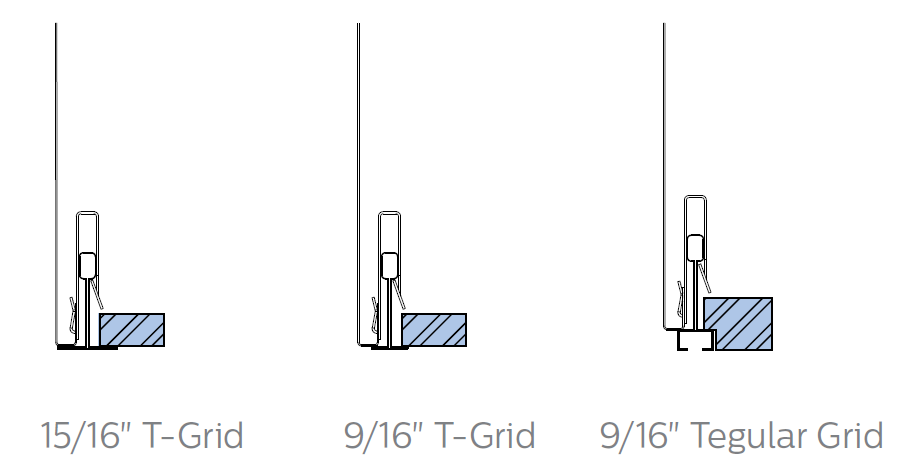 15/16" T-Grid
9/16" T-Grid
9/16" Tegular Grid